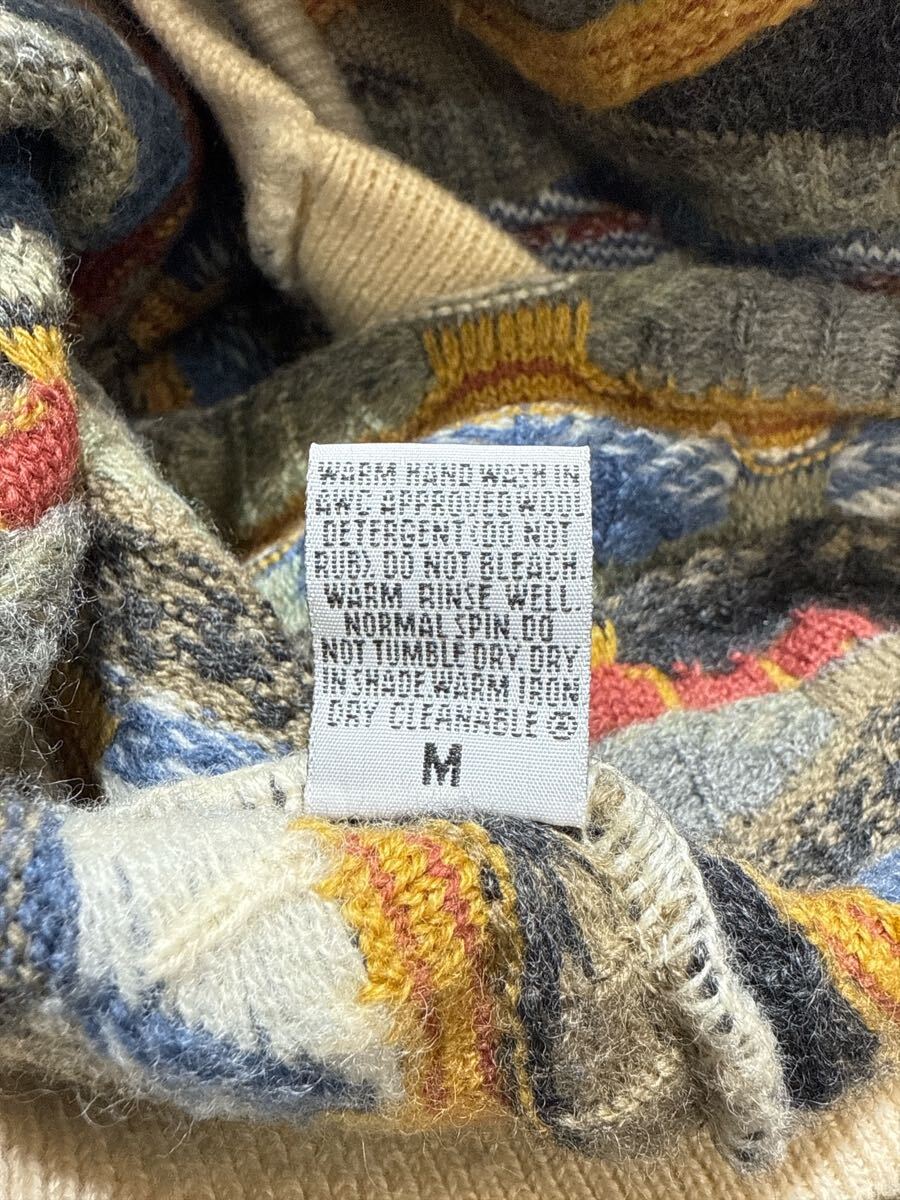 WARM HAND WASH IN
AWC APPROVED WOOL
DETERGENT (DO NOT
RUB). DO NOT BLEACH.
WARM RINSE WELL.
NORMAL SPIN. DO
NOT TUMBLE DRY. DRY
IN SHADE. WARM IRON
DRY CLEANABLE Ⓟ
M